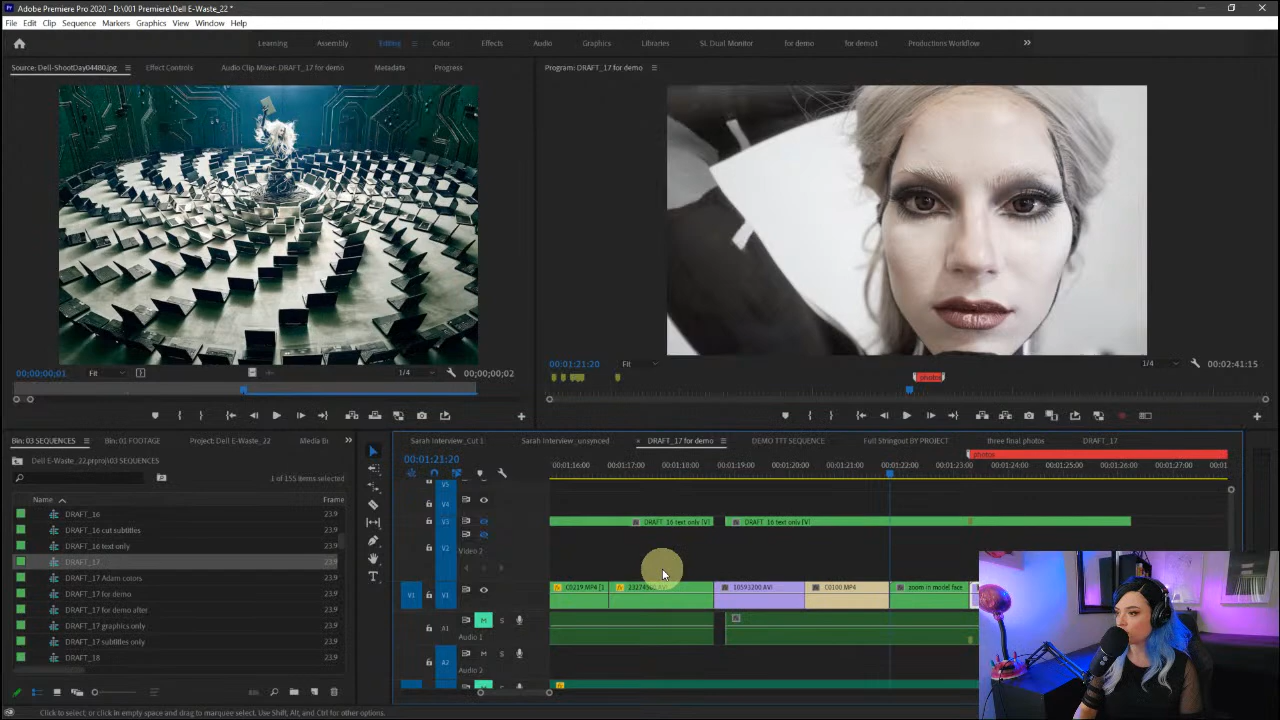 Adobe Premiere Pro 2020 - D:\001 Premiere\Dell E-Waste_22 *
File Edit Clip Sequence Markers Graphics View Window Help
Learning Assembly Editing Color Effects Audio Graphics Libraries SL Dual Monitor for demo for demo1 Productions Workflow
Source: Dell-ShootDay04480.jpg Effect Controls Audio Clip Mixer: DRAFT_17 for demo Metadata Progress
Program: DRAFT_17 for demo
00;00;00;01 Fit 1/4 00;00;00;02
00:01:21:20 Fit 1/4 00:02:41:15
photos
Bin: 03 SEQUENCES Bin: 01 FOOTAGE Project: Dell E-Waste_22 Media E
Dell E-Waste_22.prproj\03 SEQUENCES
1 of 155 items selected
Name Frame
DRAFT_16 23.9
DRAFT_16 cut subtitles 23.9
DRAFT_16 text only 23.9
DRAFT_17 23.9
DRAFT_17 Adam colors 23.9
DRAFT_17 for demo 23.9
DRAFT_17 for demo after 23.9
DRAFT_17 graphics only 23.9
DRAFT_17 subtitles only 23.9
DRAFT_18 23.9
Sarah Interview_Cut 1 Sarah Interview_unsynced DRAFT_17 for demo DEMO TTT SEQUENCE Full Stringout BY PROJECT three final photos DRAFT_17
00:01:21:20
photos
00:01:16:00 00:01:17:00 00:01:18:00 00:01:19:00 00:01:20:00 00:01:21:00 00:01:22:00 00:01:23:00 00:01:24:00 00:01:25:00 00:01:26:00 00:01:27:00 00:01
V5
V4
V3 DRAFT_16 text only [V] DRAFT_16 text only [V]
V2
Video 2
V1 V1 C0219.MP4 [ 10593200.AVI C0100.MP4 zoom in model face
A1 M S
Audio 1
A2 M S
Audio 2
M S
Click to select, or click in empty space and drag to marquee select. Use Shift, Alt, and Ctrl for other options.